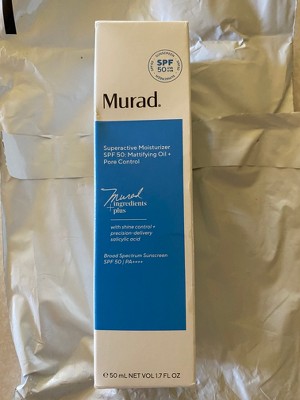 SPF
50
Murad.
Superactive Moisturizer
SPF 50: Mattifying Oil +
Pore Control
Murad
+ingredients
plus
with shine control +
precision-delivery
salicylic acid
Broad Spectrum Sunscreen
SPF 50 | PA++++
e 50 mL NET VOL 1.7 FL OZ